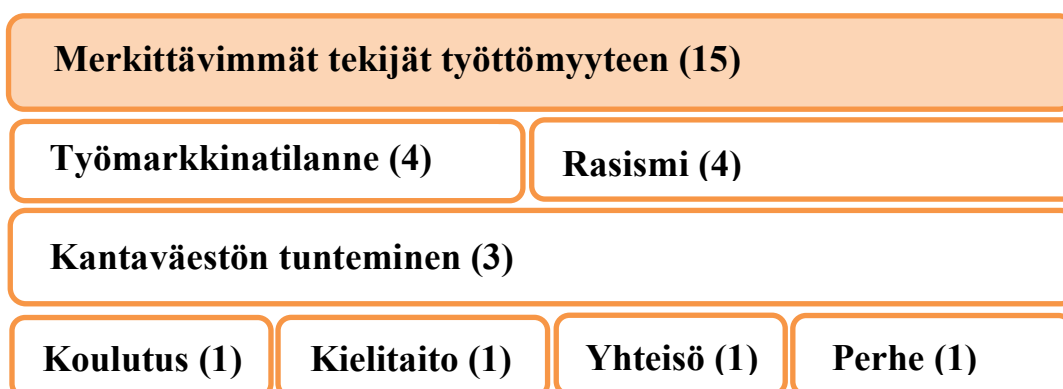 Merkittävimmät tekijät työttömyyteen (15)
Työmarkkinatilanne (4)
Rasismi (4)
Kantaväestön tunteminen (3)
Koulutus (1)
Kielitaito (1)
Yhteisö (1)
Perhe (1)